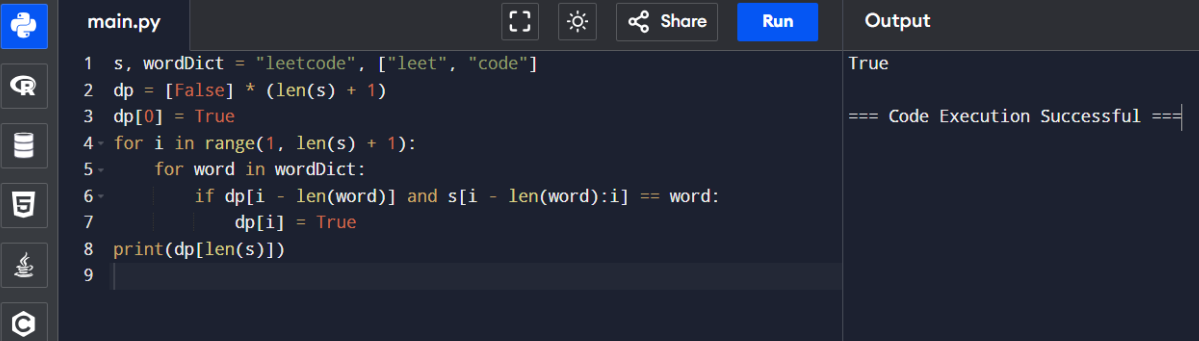 main.py
Share
Run
Output
1 s, wordDict = "leetcode", ["leet", "code"]
2 dp = [False] * (len(s) + 1)
3 dp[0] = True
4 for i in range(1, len(s) + 1):
5     for word in wordDict:
6         if dp[i - len(word)] and s[i - len(word):i] == word:
7             dp[i] = True
8 print(dp[len(s)])
9
True
=== Code Execution Successful ===
R
5
C